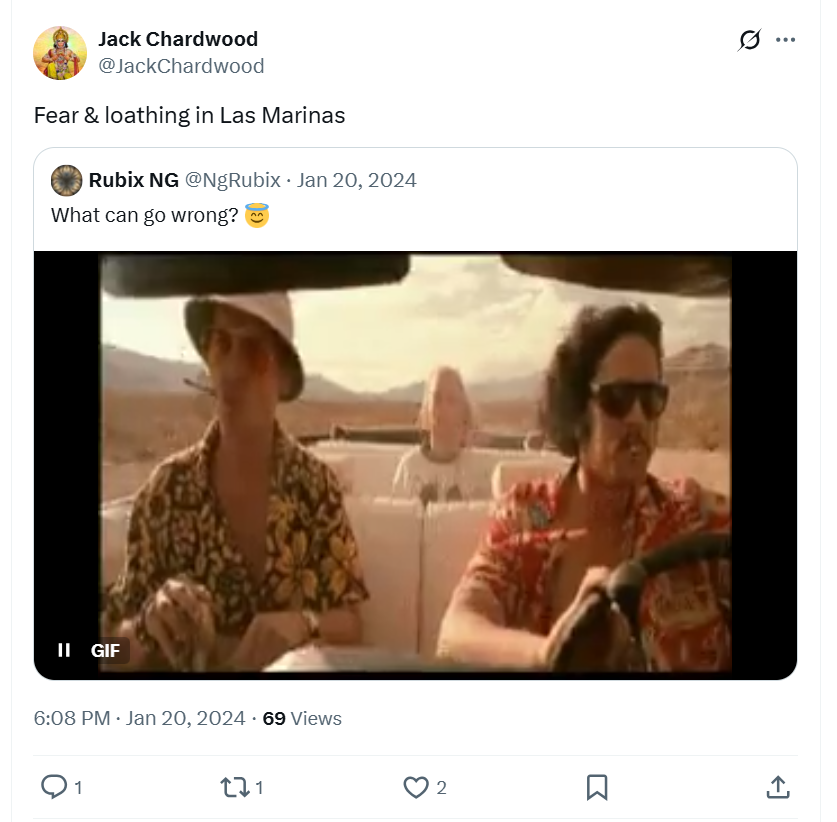 Jack Chardwood
@JackChardwood
Fear & loathing in Las Marinas
Rubix NG @NgRubix · Jan 20, 2024
What can go wrong? 😇
GIF
6:08 PM · Jan 20, 2024 · 69 Views
1 1 2